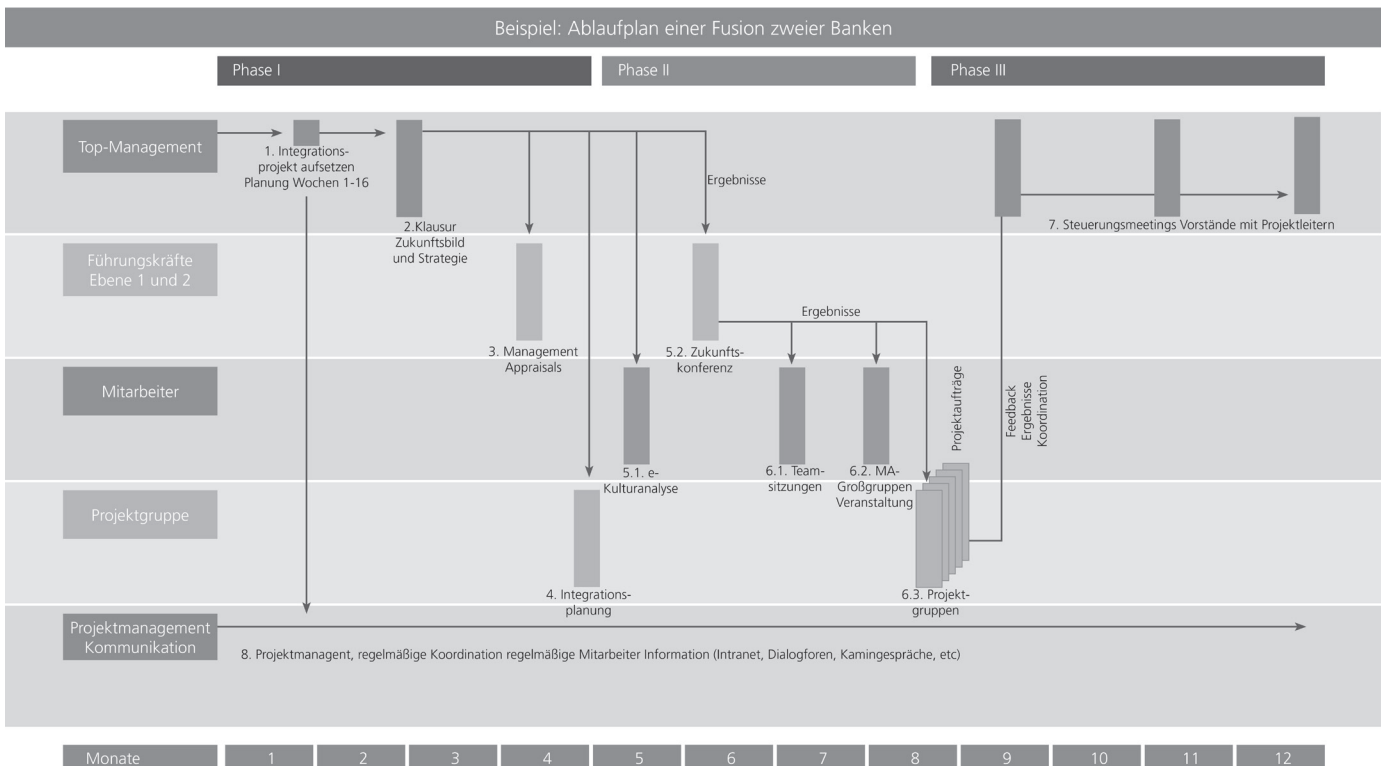 Beispiel: Ablaufplan einer Fusion zweier Banken
Phase I
Phase II
Phase III
Top-Management
1. Integrations-
projekt aufsetzen
Planung Wochen 1-16
2.Klausur
Zukunftsbild
und Strategie
Ergebnisse
7. Steuerungsmeetings Vorstände mit Projektleitern
Führungskräfte
Ebene 1 und 2
3. Management
Appraisals
5.2. Zukunfts-
konferenz
Ergebnisse
Mitarbeiter
5.1. e-
Kulturanalyse
6.1. Team-
sitzungen
6.2. MA-
Großgruppen
Veranstaltung
Projektaufträge
Feedback
Ergebnisse
Koordination
Projektgruppe
4. Integrations-
planung
6.3. Projekt-
gruppen
Projektmanagement
Kommunikation
8. Projektmanagent, regelmäßige Koordination regelmäßige Mitarbeiter Information (Intranet, Dialogforen, Kamingespräche, etc)
Monate
1
2
3
4
5
6
7
8
9
10
11
12